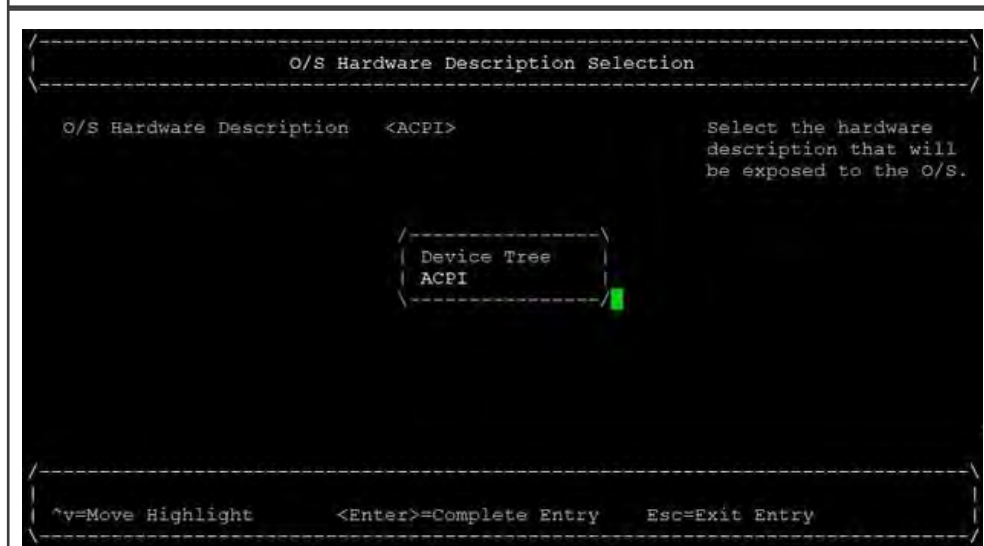 O/S Hardware Description Selection
O/S Hardware Description <ACPI>
Select the hardware
description that will
be exposed to the O/S.
Device Tree
ACPI
^v=Move Highlight <Enter>=Complete Entry Esc=Exit Entry